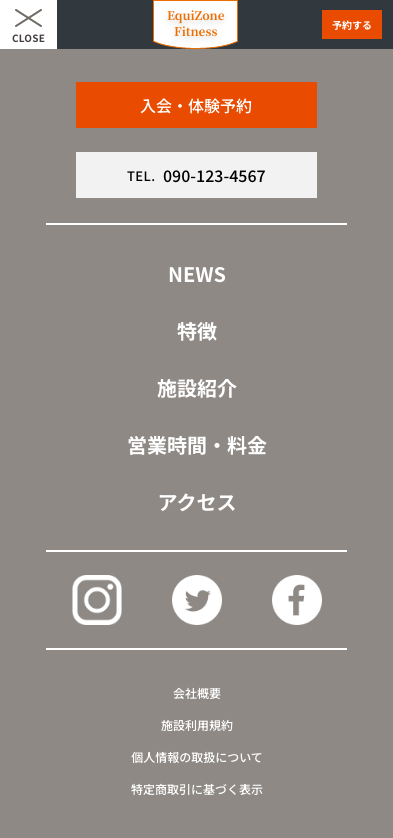 CLOSE
EquiZone
Fitness
予約する
入会・体験予約
TEL. 090-123-4567
NEWS
特徴
施設紹介
営業時間・料金
アクセス
会社概要
施設利用規約
個人情報の取扱について
特定商取引に基づく表示